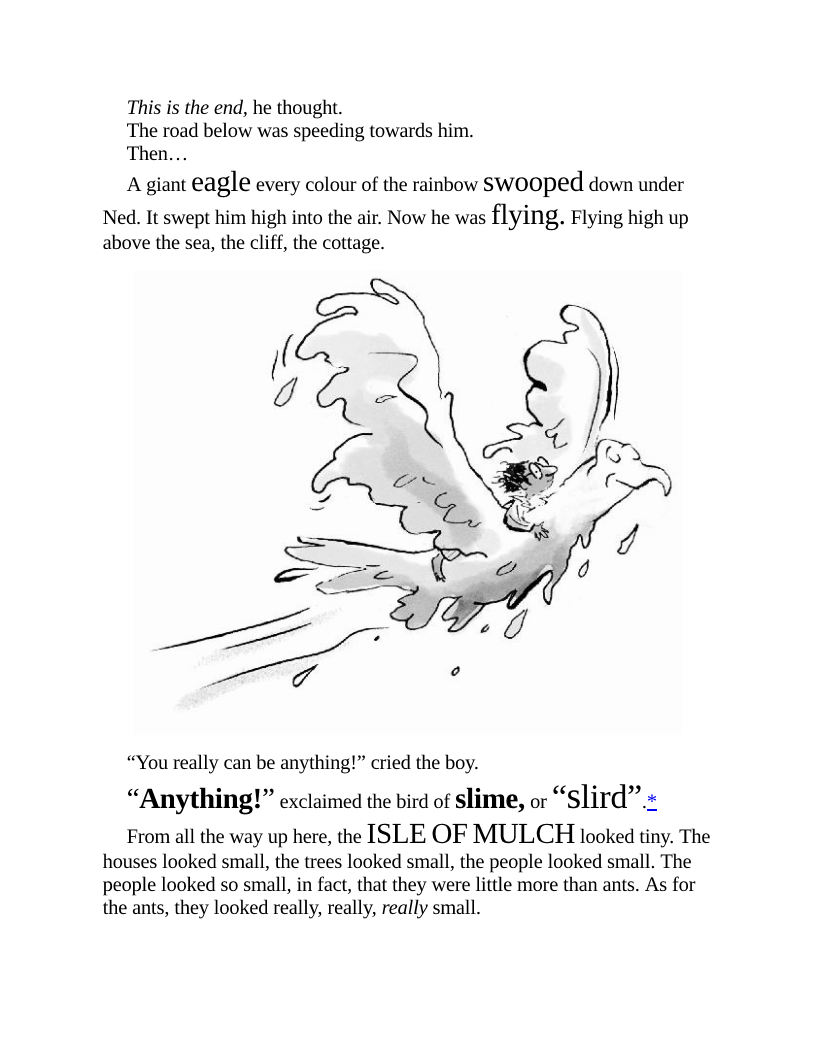 This is the end, he thought.
The road below was speeding towards him.
Then…
A giant eagle every colour of the rainbow swooped down under
Ned. It swept him high into the air. Now he was flying. Flying high up
above the sea, the cliff, the cottage.
“You really can be anything!” cried the boy.
“Anything!” exclaimed the bird of slime, or “slird”.*
From all the way up here, the ISLE OF MULCH looked tiny. The
houses looked small, the trees looked small, the people looked small. The
people looked so small, in fact, that they were little more than ants. As for
the ants, they looked really, really, really small.